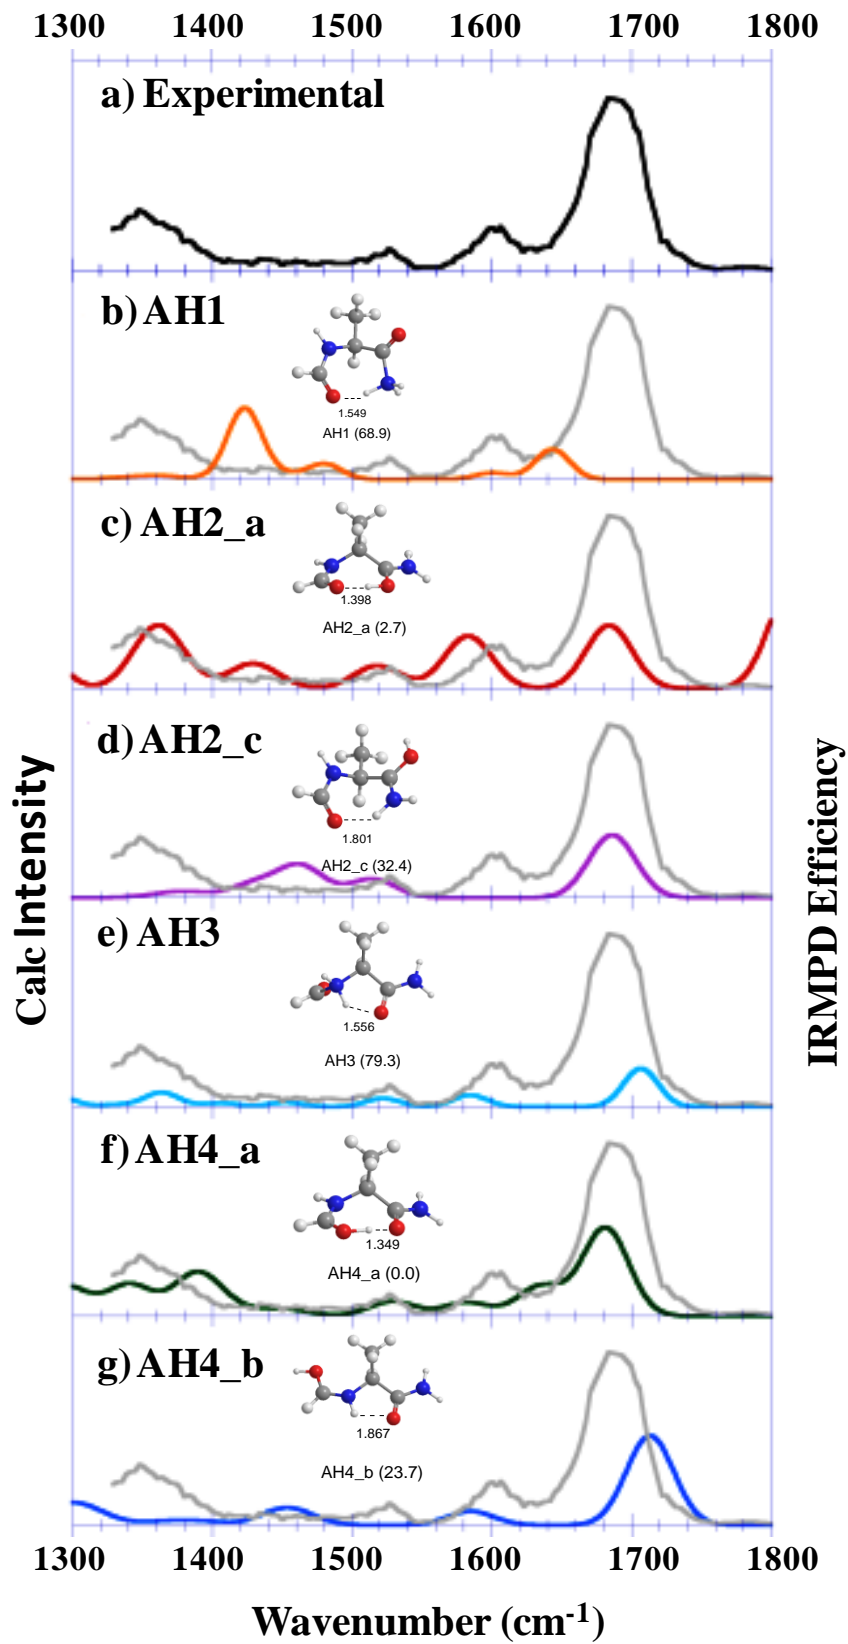 1300 1400 1500 1600 1700 1800
a) Experimental
b) AH1
1.549
AH1 (68.9)
c) AH2_a
1.398
AH2_a (2.7)
d) AH2_c
1.801
AH2_c (32.4)
e) AH3
1.556
AH3 (79.3)
f) AH4_a
1.349
AH4_a (0.0)
g) AH4_b
1.867
AH4_b (23.7)
Calc Intensity
IRMPD Efficiency
1300 1400 1500 1600 1700 1800
Wavenumber (cm⁻¹)